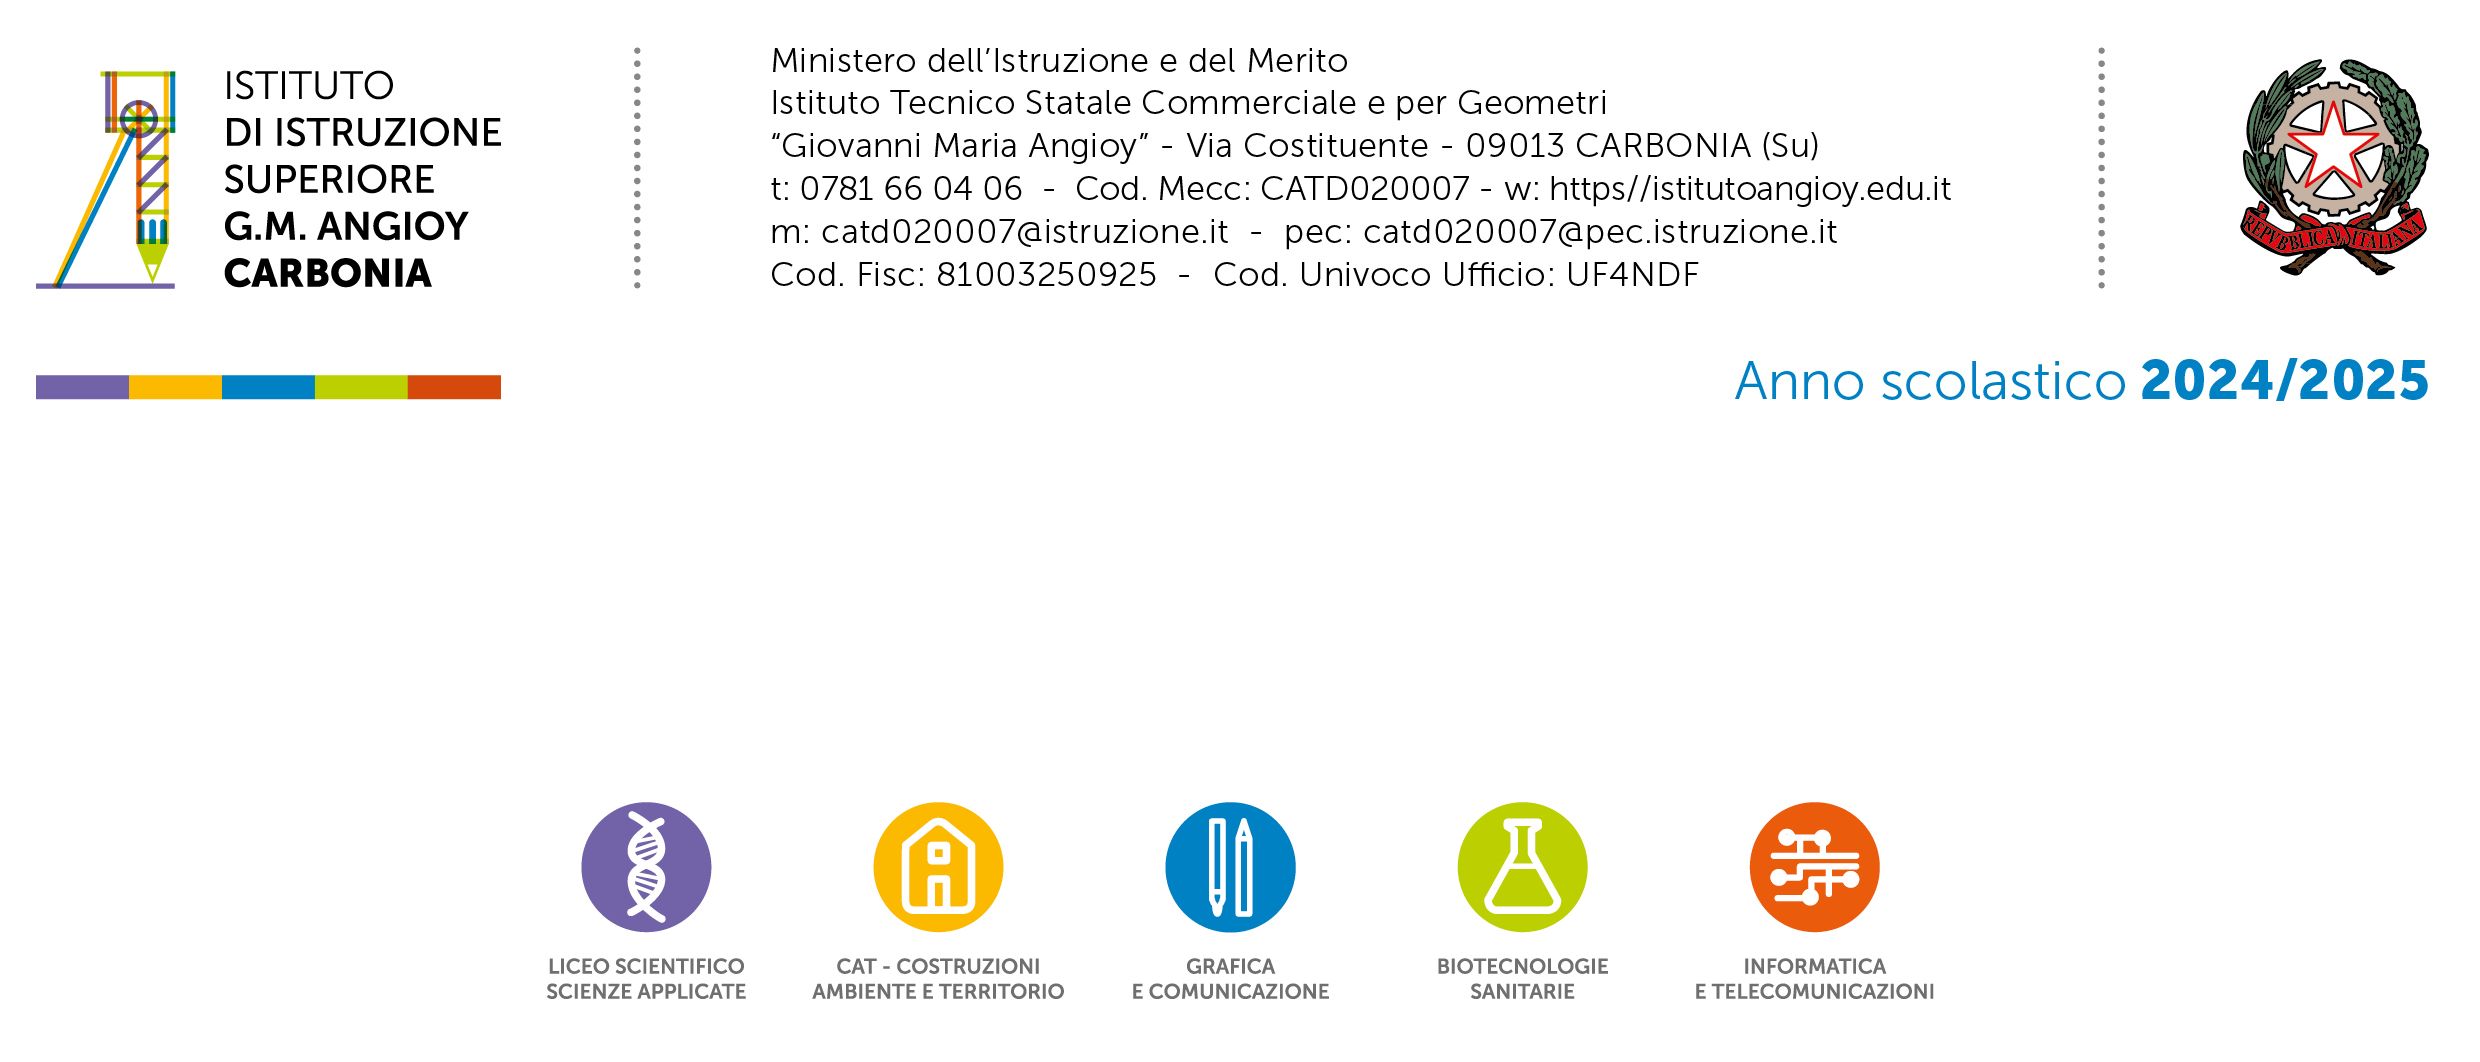 ISTITUTO
DI ISTRUZIONE
SUPERIORE
G.M. ANGIOY
CARBONIA
Ministero dell’Istruzione e del Merito
Istituto Tecnico Statale Commerciale e per Geometri
“Giovanni Maria Angioy” - Via Costituente - 09013 CARBONIA (Su)
t: 0781 66 04 06 - Cod. Mecc: CATD020007 - w: https//istitutoangioy.edu.it
m: catd020007@istruzione.it - pec: catd020007@pec.istruzione.it
Cod. Fisc: 81003250925 - Cod. Univoco Ufficio: UF4NDF
REPVBBLICA ITALIANA
Anno scolastico 2024/2025
LICEO SCIENTIFICO
SCIENZE APPLICATE
CAT - COSTRUZIONI
AMBIENTE E TERRITORIO
GRAFICA
E COMUNICAZIONE
BIOTECNOLOGIE
SANITARIE
INFORMATICA
E TELECOMUNICAZIONI